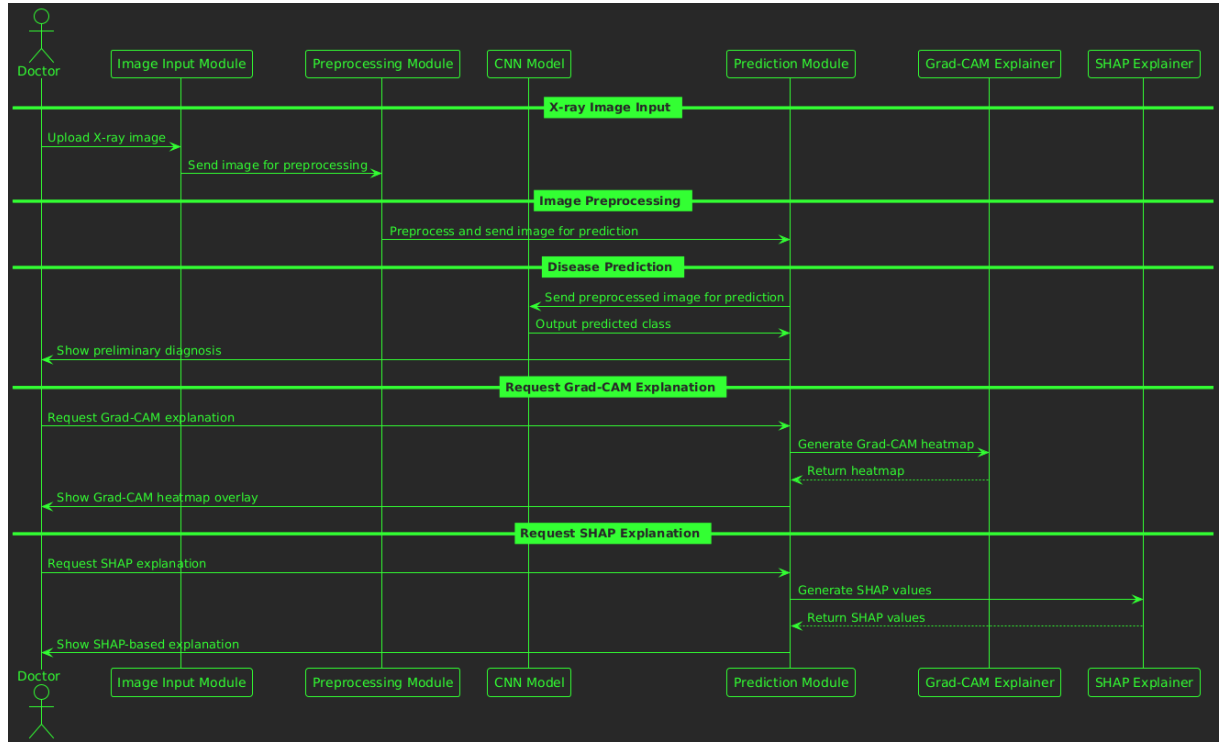 Doctor
Image Input Module
Preprocessing Module
CNN Model
Prediction Module
Grad-CAM Explainer
SHAP Explainer
X-ray Image Input
Upload X-ray image
Send image for preprocessing
Image Preprocessing
Preprocess and send image for prediction
Disease Prediction
Send preprocessed image for prediction
Output predicted class
Show preliminary diagnosis
Request Grad-CAM Explanation
Request Grad-CAM explanation
Generate Grad-CAM heatmap
Return heatmap
Show Grad-CAM heatmap overlay
Request SHAP Explanation
Request SHAP explanation
Generate SHAP values
Return SHAP values
Show SHAP-based explanation
Doctor
Image Input Module
Preprocessing Module
CNN Model
Prediction Module
Grad-CAM Explainer
SHAP Explainer